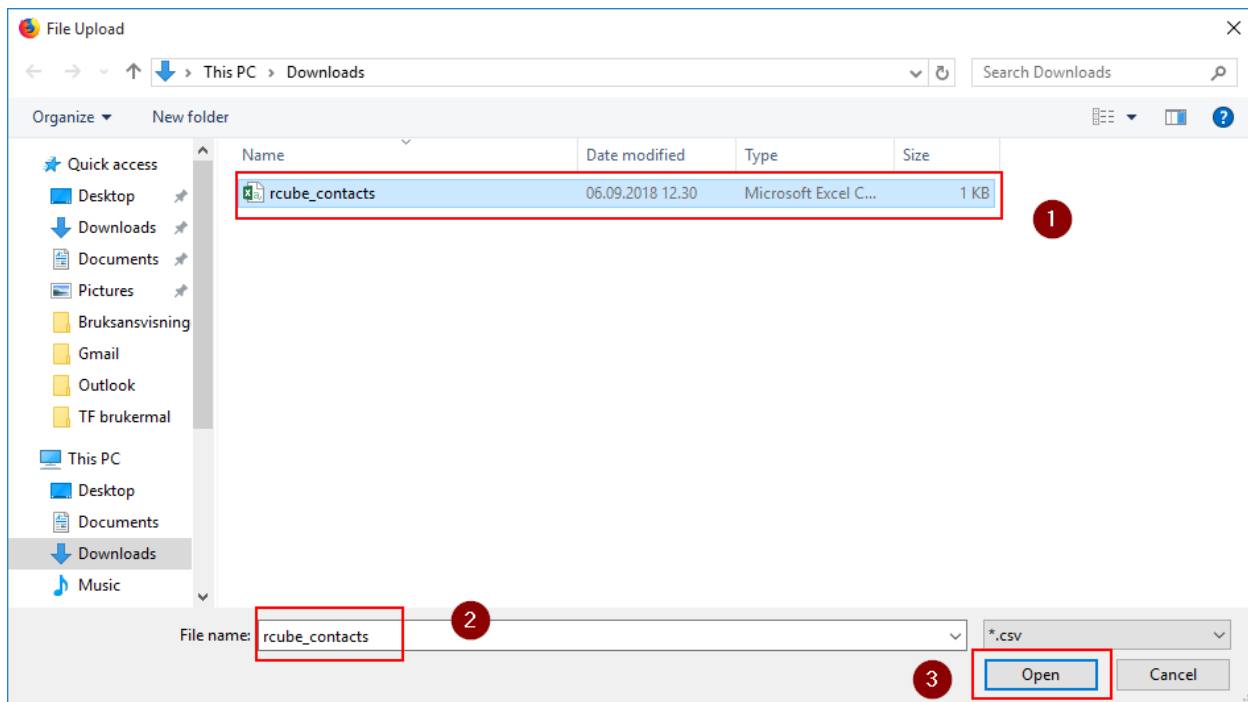 File Upload
This PC > Downloads
Search Downloads
Organize
New folder
Name
Date modified
Type
Size
rcube_contacts
06.09.2018 12.30
Microsoft Excel C...
1 KB
1
Quick access
Desktop
Downloads
Documents
Pictures
Bruksansvisning
Gmail
Outlook
TF brukermal
This PC
Desktop
Documents
Downloads
Music
File name:
rcube_contacts
2
*.csv
3
Open
Cancel